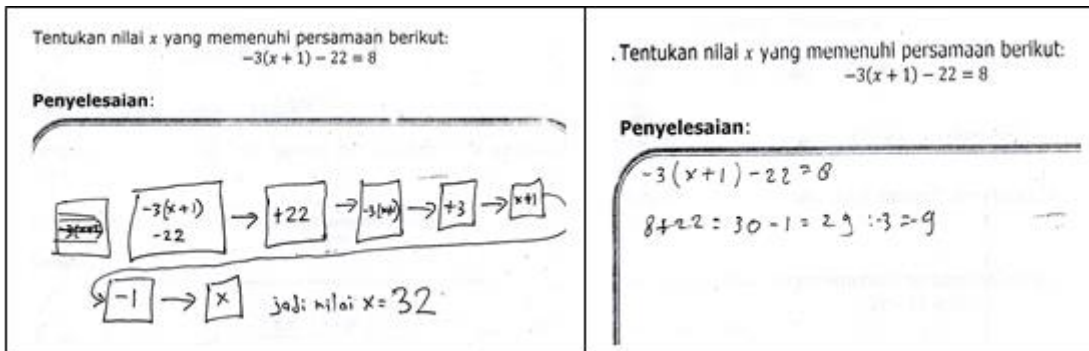 Tentukan nilai x yang memenuhi persamaan berikut:
−3(x + 1) − 22 = 8
Penyelesaian:
-3(x+1)
-22
→ +22 → -3(x+1) → +3 → x+1
-1 → x jadi nilai x = 32
. Tentukan nilai x yang memenuhi persamaan berikut:
−3(x + 1) − 22 = 8
Penyelesaian:
-3(x+1) -22 = 8
8+22 = 30 - 1 = 29 : -3 = -9